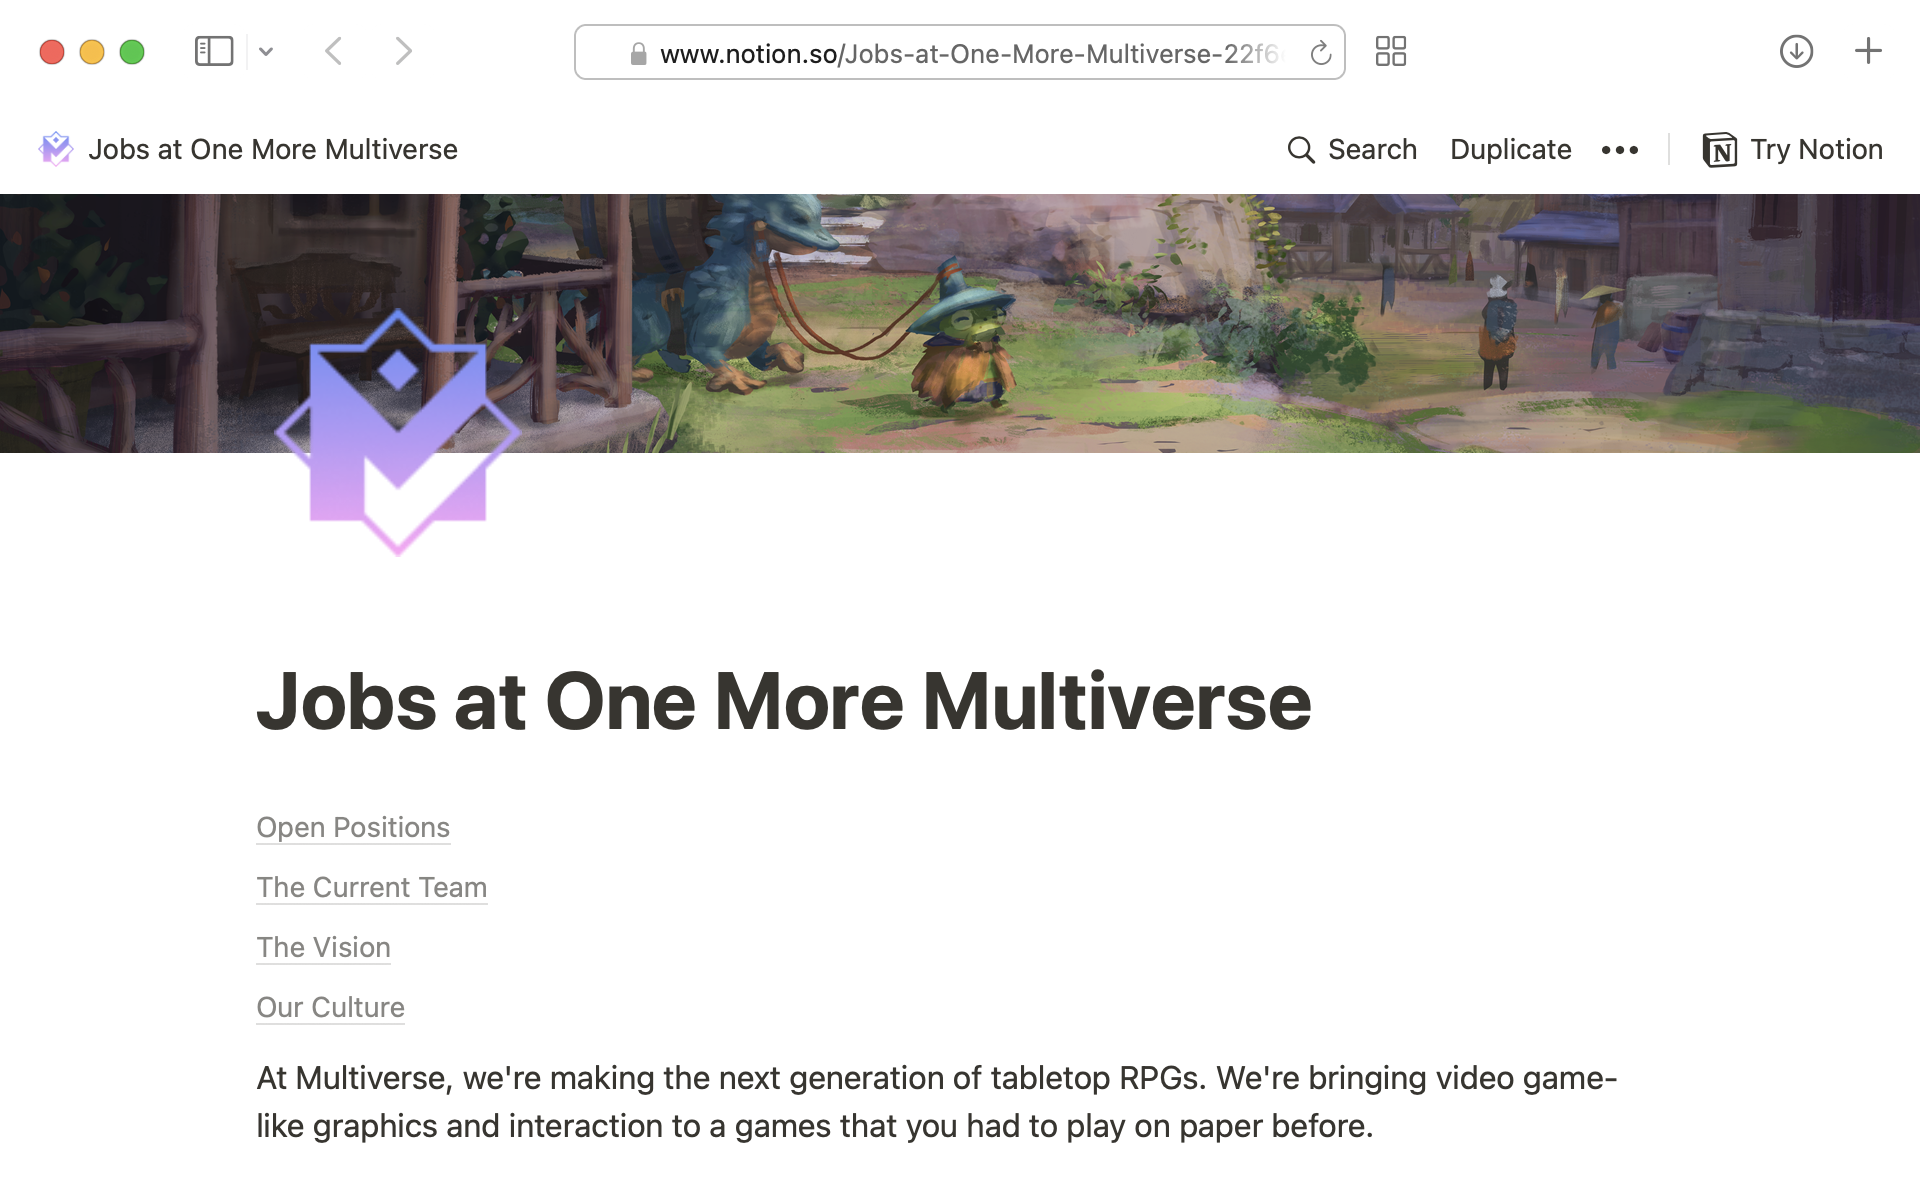 www.notion.so/Jobs-at-One-More-Multiverse-22f6
Jobs at One More Multiverse
Search
Duplicate
Try Notion
Jobs at One More Multiverse
Open Positions
The Current Team
The Vision
Our Culture
At Multiverse, we're making the next generation of tabletop RPGs. We're bringing video game-
like graphics and interaction to a games that you had to play on paper before.